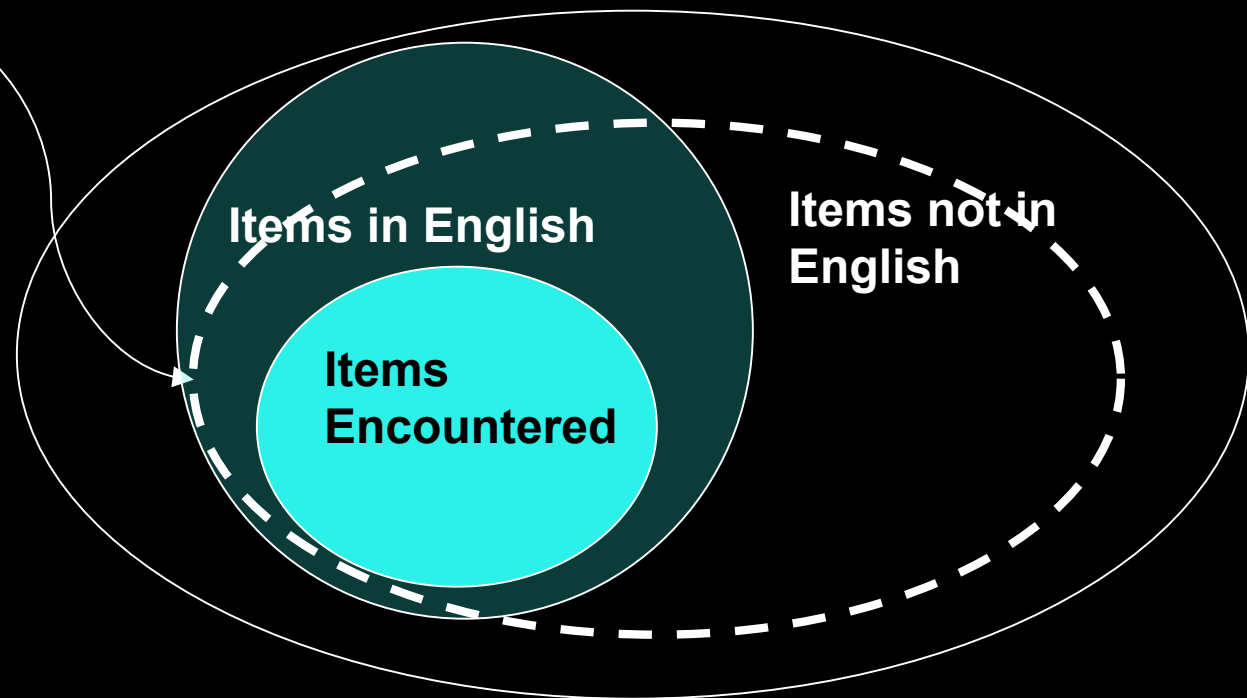 Items in English
Items not in
English
Items
Encountered